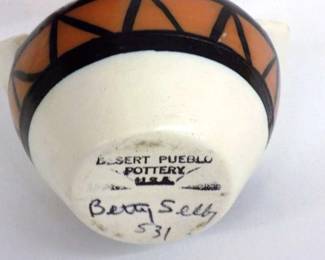 DESERT PUEBLO
POTTERY
U.S.A.
Betty Selby
531